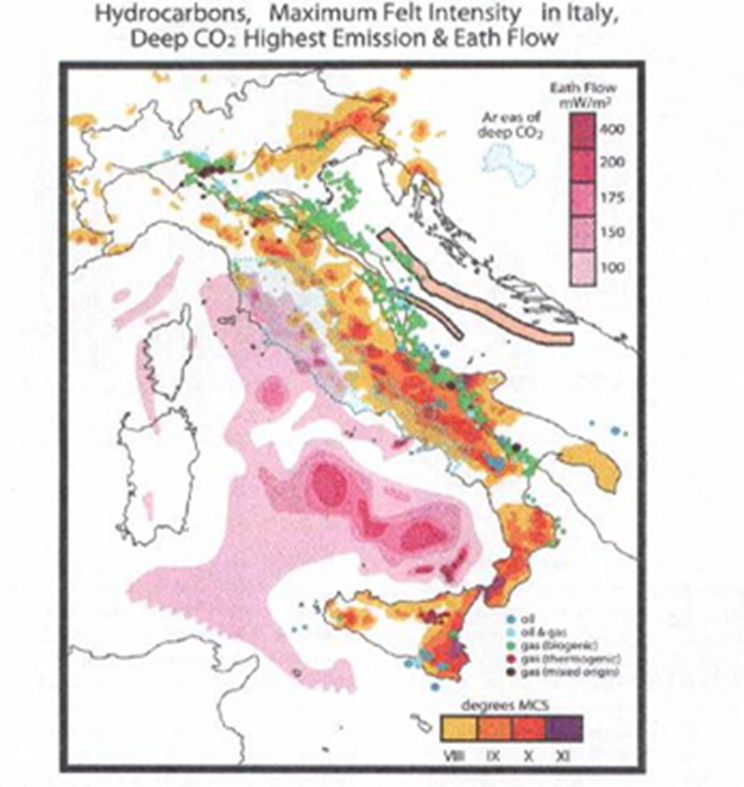 Hydrocarbons, Maximum Felt Intensity in Italy,
Deep CO2 Highest Emission & Eath Flow
Eath Flow
mW/m²
Areas of
deep CO2
400
200
175
150
100
oil
oil & gas
gas (biogenic)
gas (thermogenic)
gas (mixed origin)
degrees MCS
VIII IX X XI